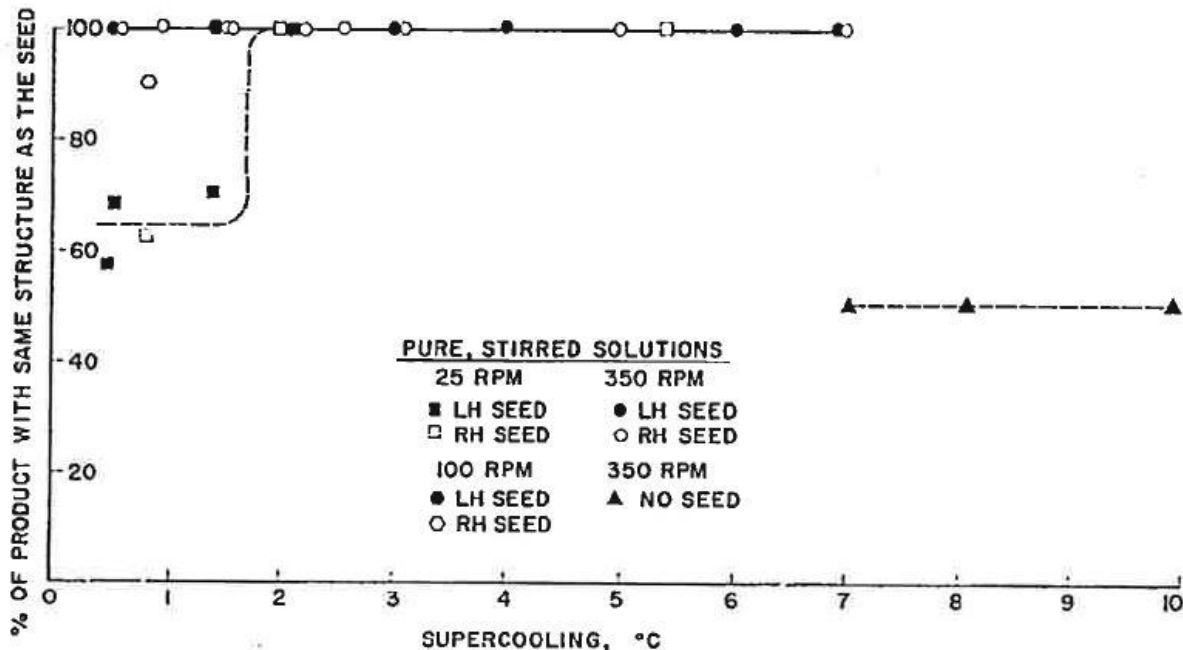 % OF PRODUCT WITH SAME STRUCTURE AS THE SEED
100
80
60
40
20
PURE, STIRRED SOLUTIONS
25 RPM 350 RPM
■ LH SEED ● LH SEED
□ RH SEED ○ RH SEED
100 RPM 350 RPM
⬢ LH SEED ▲ NO SEED
⬡ RH SEED
0 1 2 3 4 5 6 7 8 9 10
SUPERCOOLING, °C